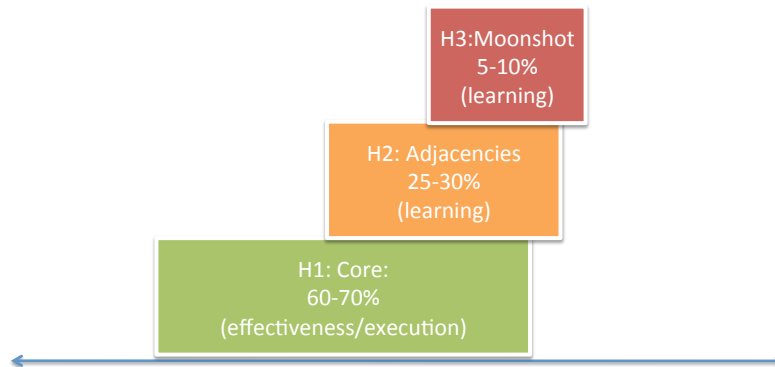 H3:Moonshot
5-10%
(learning)
H2: Adjacencies
25-30%
(learning)
H1: Core:
60-70%
(effectiveness/execution)